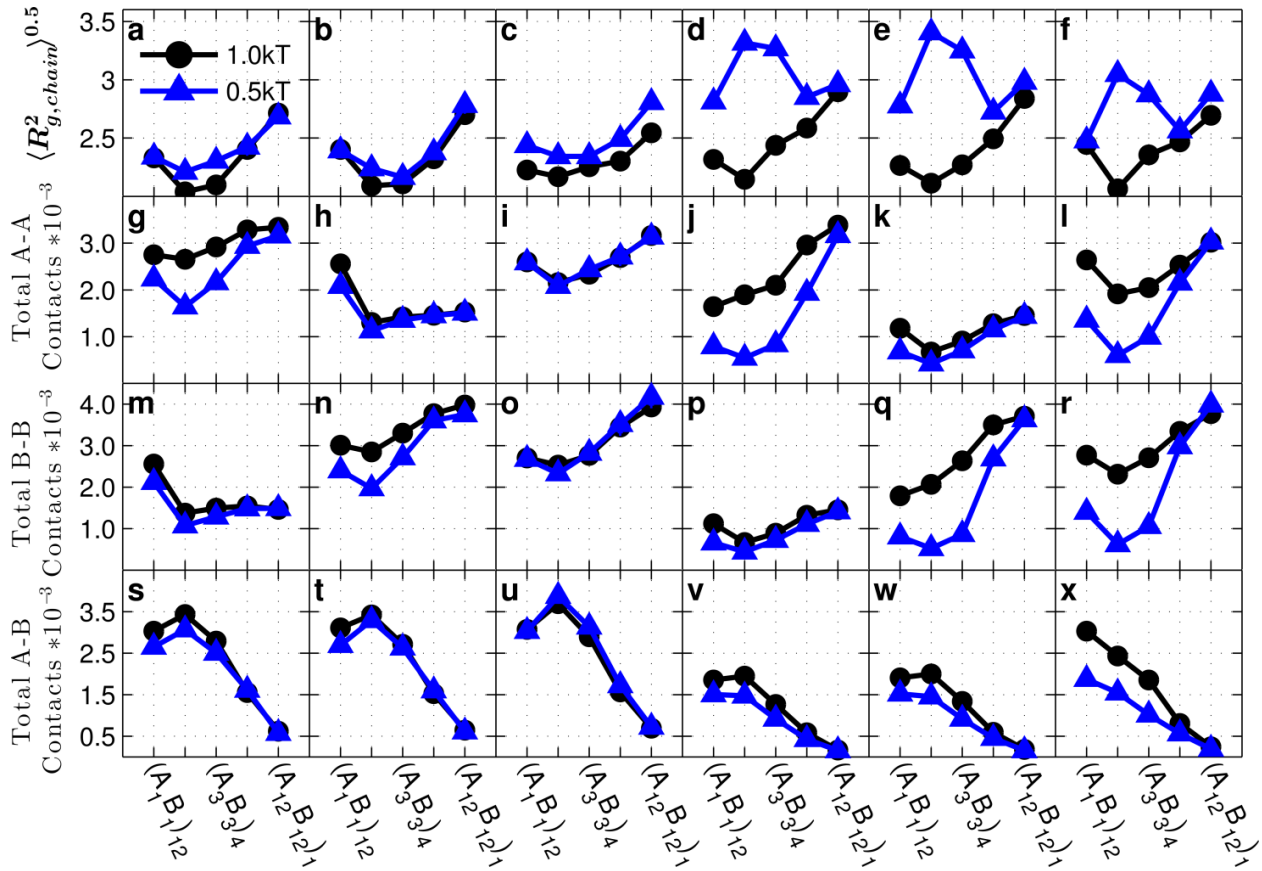 ⟨R²g,chain⟩^0.5
3.5
3
2.5
a
b
c
d
e
f
1.0kT
0.5kT
Total A-A
Contacts *10⁻³
3.0
2.0
1.0
g
h
i
j
k
l
Total B-B
Contacts *10⁻³
4.0
3.0
2.0
1.0
m
n
o
p
q
r
Total A-B
Contacts *10⁻³
3.5
2.5
1.5
0.5
s
t
u
v
w
x
(A₁B₁)₁₂
(A₃B₃)₄
(A₁₂B₁₂)₁
(A₁B₁)₁₂
(A₃B₃)₄
(A₁₂B₁₂)₁
(A₁B₁)₁₂
(A₃B₃)₄
(A₁₂B₁₂)₁
(A₁B₁)₁₂
(A₃B₃)₄
(A₁₂B₁₂)₁
(A₁B₁)₁₂
(A₃B₃)₄
(A₁₂B₁₂)₁
(A₁B₁)₁₂
(A₃B₃)₄
(A₁₂B₁₂)₁